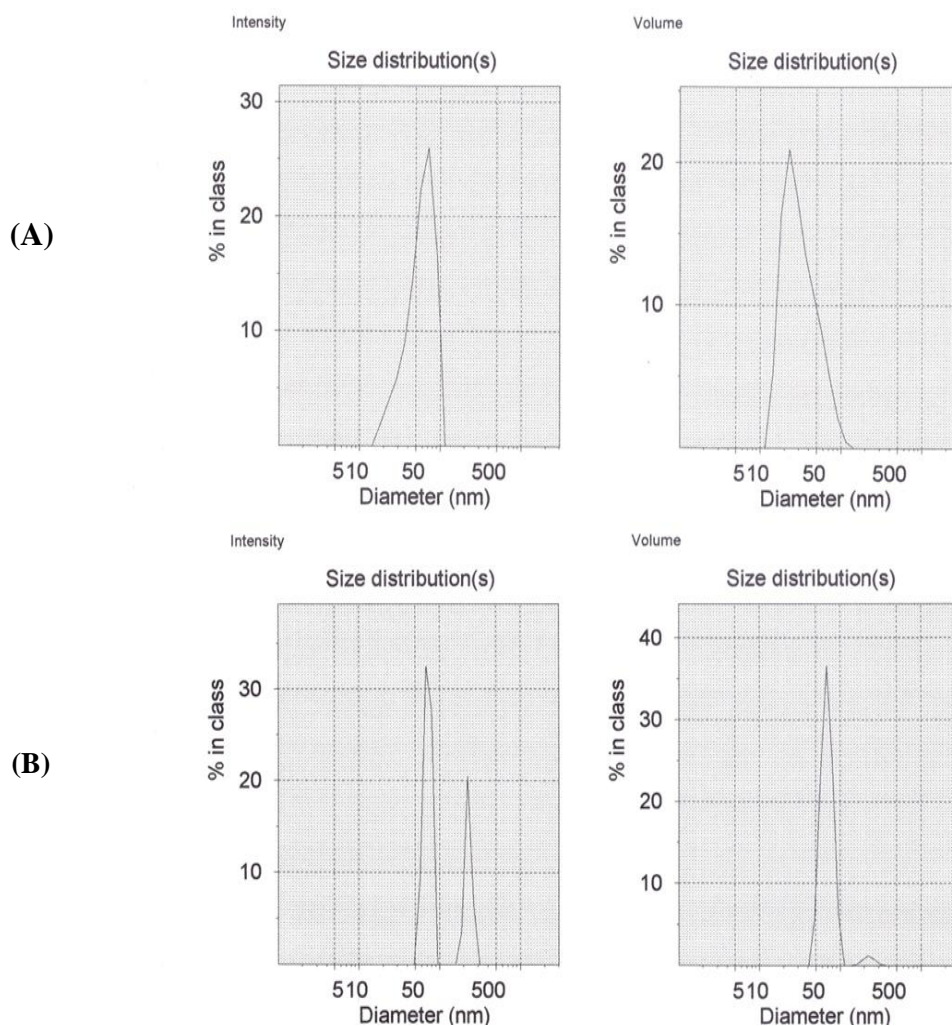 Intensity
Volume
Size distribution(s)
Size distribution(s)
(A)
% in class
30
20
10
510 50 500
Diameter (nm)
% in class
20
10
510 50 500
Diameter (nm)
Intensity
Volume
Size distribution(s)
Size distribution(s)
(B)
% in class
30
20
10
510 50 500
Diameter (nm)
% in class
40
30
20
10
510 50 500
Diameter (nm)